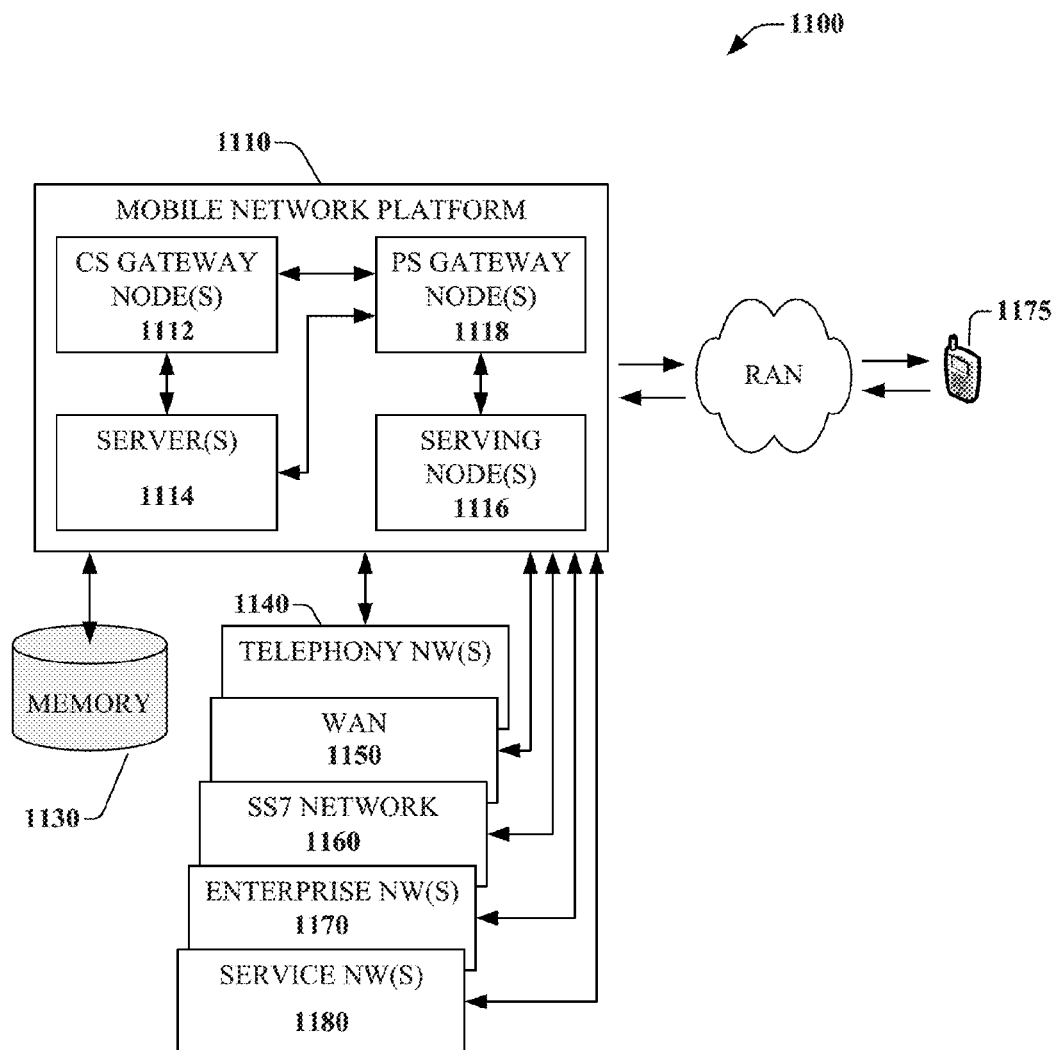 1100
1110
MOBILE NETWORK PLATFORM
CS GATEWAY
NODE(S)
1112
PS GATEWAY
NODE(S)
1118
SERVER(S)
1114
SERVING
NODE(S)
1116
RAN
1175
MEMORY
1130
1140
TELEPHONY NW(S)
WAN
1150
SS7 NETWORK
1160
ENTERPRISE NW(S)
1170
SERVICE NW(S)
1180